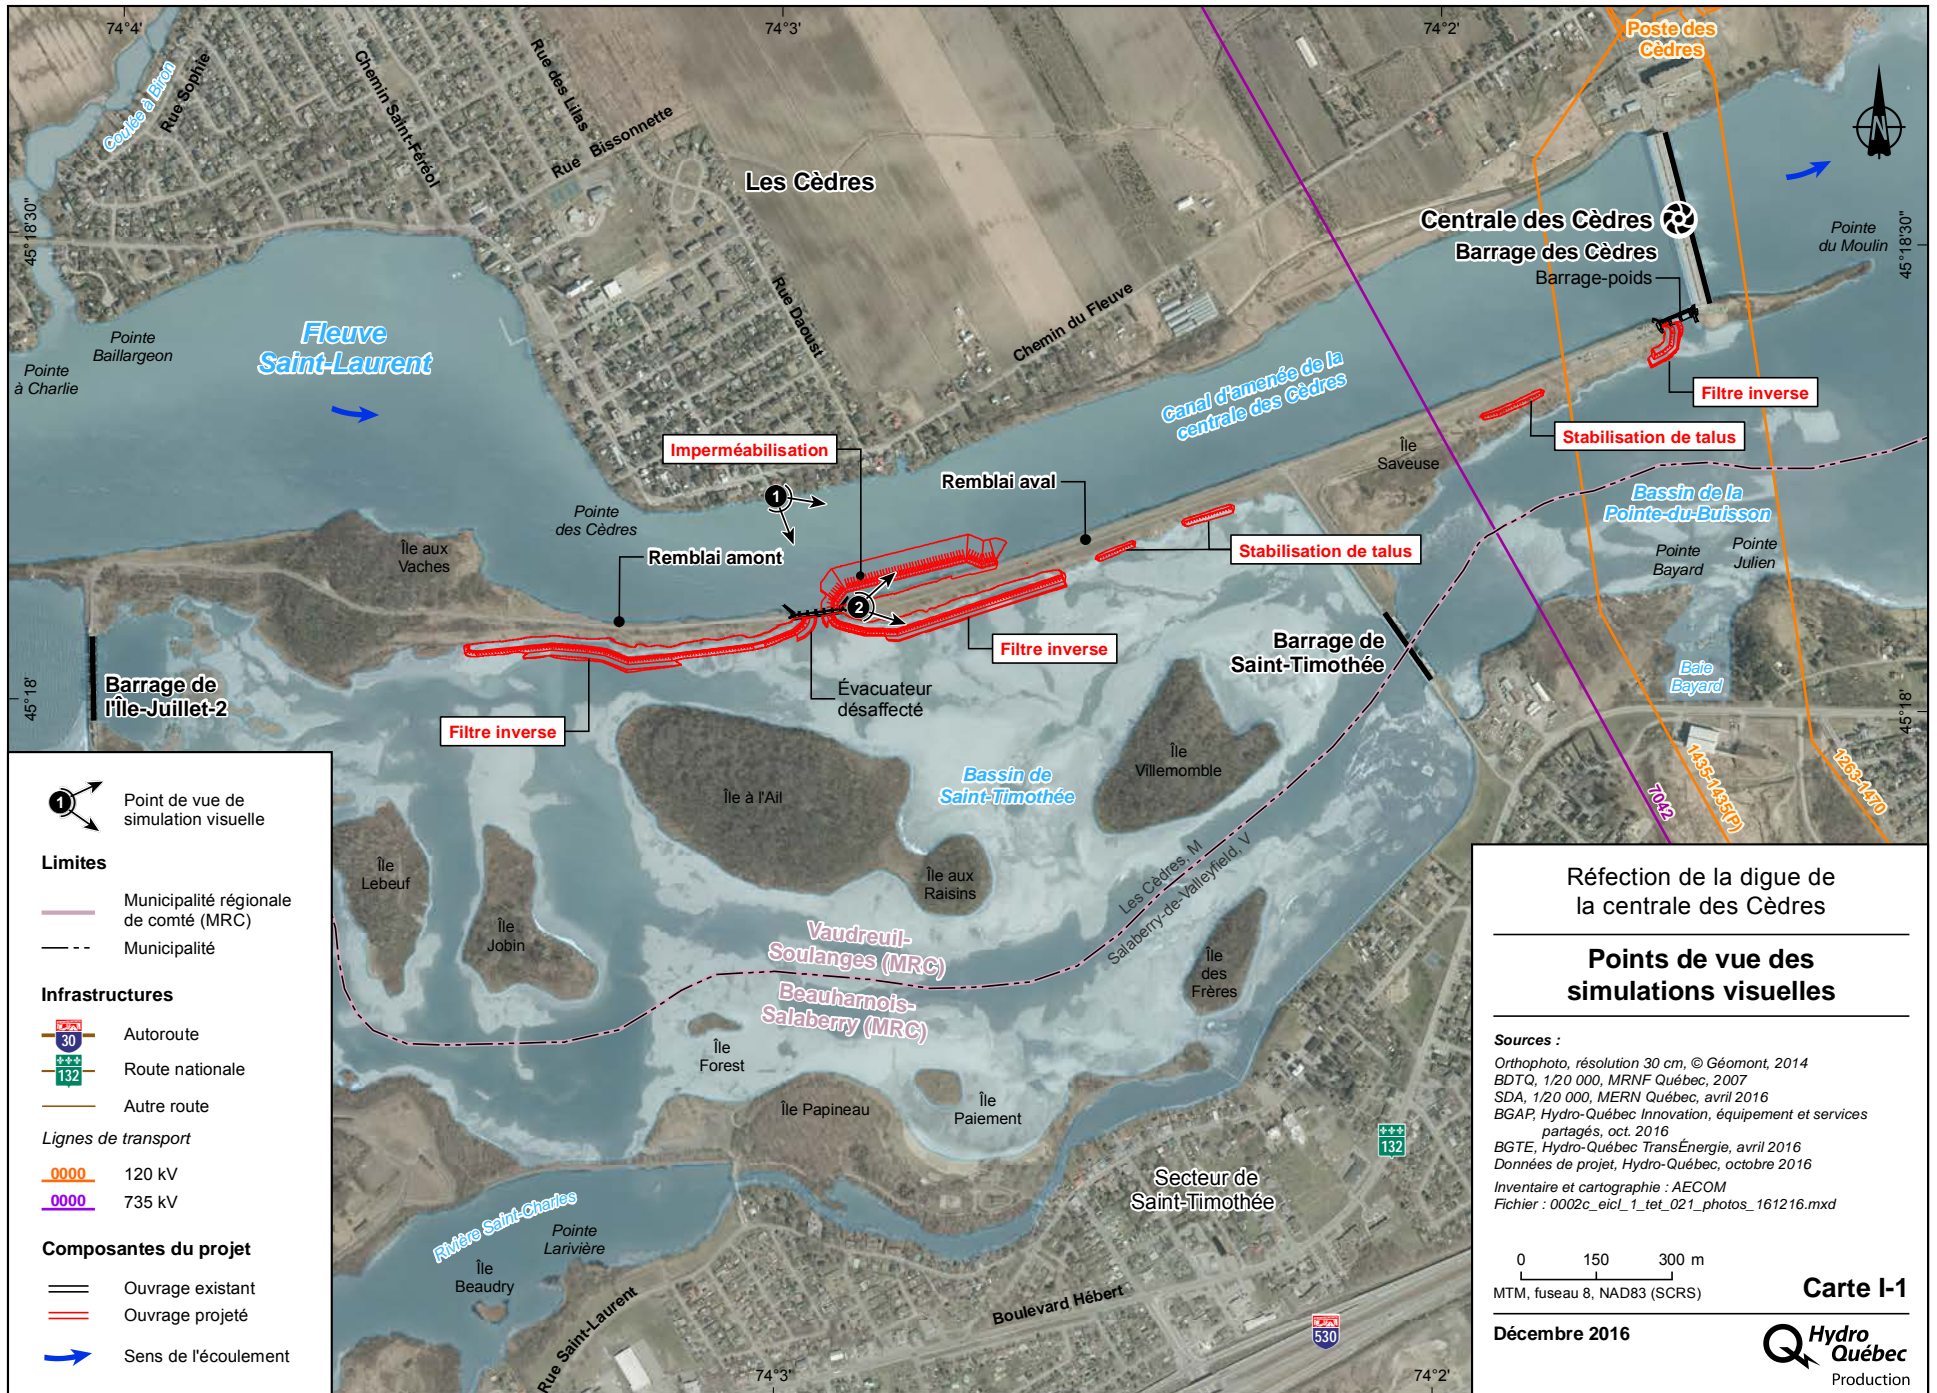 74°4'
74°3'
74°2'
Poste des
Cèdres
Coulée à Biron
Rue Sophie
Chemin Saint-Féréol
Rue des Lilas
Rue Bissonnette
Les Cèdres
45°18'30"
45°18'30"
Centrale des Cèdres
Barrage des Cèdres
Barrage-poids
Pointe
du Moulin
Pointe
Baillargeon
Pointe
à Charlie
Fleuve
Saint-Laurent
Rue Daoust
Chemin du Fleuve
Canal d'amenée de la
centrale des Cèdres
Filtre inverse
Stabilisation de talus
Imperméabilisation
Île
Saveuse
1
Remblai aval
Bassin de la
Pointe-du-Buisson
Pointe
des Cèdres
Île aux
Vaches
Remblai amont
Stabilisation de talus
Pointe
Bayard
Pointe
Julien
2
Filtre inverse
Barrage de
Saint-Timothée
Baie
Bayard
45°18'
45°18'
Barrage de
l'Île-Juillet-2
Évacuateur
désaffecté
Filtre inverse
Île
Villemomble
Île à l'Ail
Bassin de
Saint-Timothée
7042
1435-1435(P)
1263-1470
Île
Lebeuf
Île aux
Raisins
Les Cèdres, M
Salaberry-de-Valleyfield, V
Île
Jobin
Vaudreuil-
Soulanges (MRC)
Beauharnois-
Salaberry (MRC)
Île
des
Frères
Île
Forest
Île Papineau
Île
Paiement
132
Secteur de
Saint-Timothée
Rivière Saint-Charles
Pointe
Larivière
Île
Beaudry
Rue Saint-Laurent
Boulevard Hébert
530
74°3'
74°2'
1
Point de vue de
simulation visuelle
Limites
Municipalité régionale
de comté (MRC)
Municipalité
Infrastructures
30
Autoroute
132
Route nationale
Autre route
Lignes de transport
0000 120 kV
0000 735 kV
Composantes du projet
Ouvrage existant
Ouvrage projeté
Sens de l'écoulement
Réfection de la digue de
la centrale des Cèdres
Points de vue des
simulations visuelles
Sources :
Orthophoto, résolution 30 cm, © Géomont, 2014
BDTQ, 1/20 000, MRNF Québec, 2007
SDA, 1/20 000, MERN Québec, avril 2016
BGAP, Hydro-Québec Innovation, équipement et services
partagés, oct. 2016
BGTE, Hydro-Québec TransÉnergie, avril 2016
Données de projet, Hydro-Québec, octobre 2016
Inventaire et cartographie : AECOM
Fichier : 0002c_eicl_1_tet_021_photos_161216.mxd
0 150 300 m
MTM, fuseau 8, NAD83 (SCRS)
Carte I-1
Décembre 2016
Hydro
Québec
Production
N